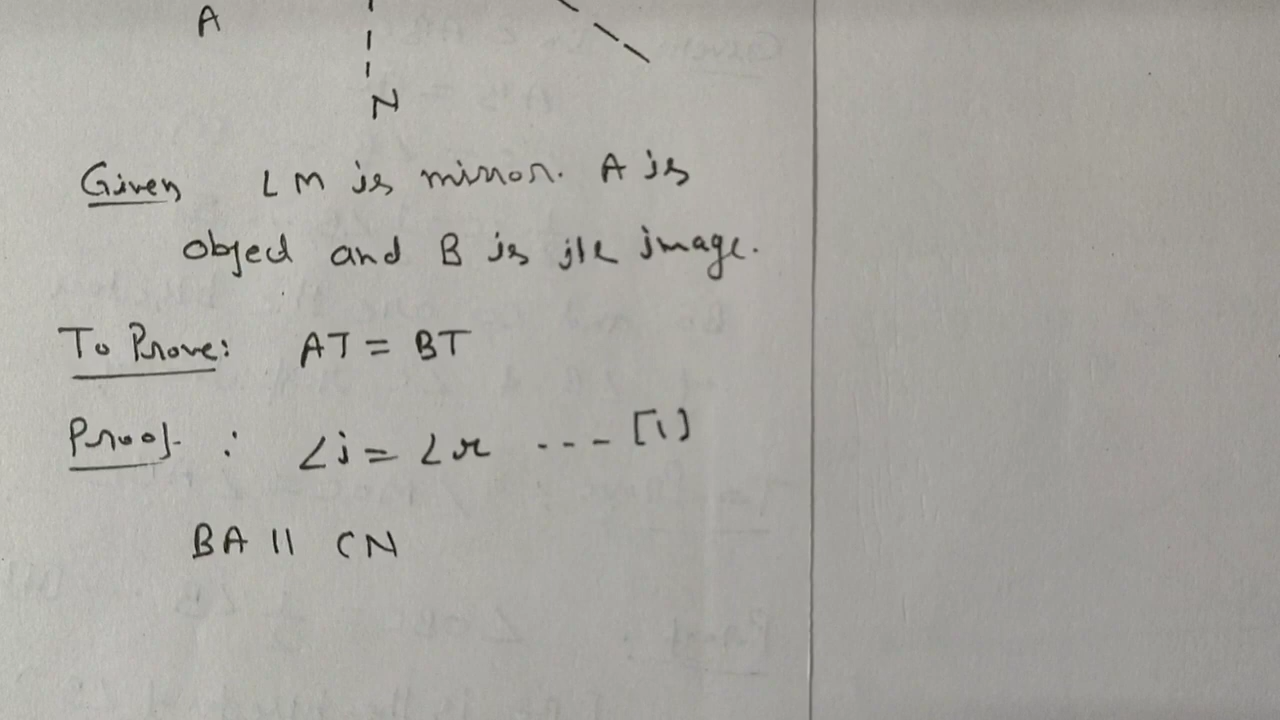 A
N
Given LM is mirror. A is
object and B is its image.
To Prove: AT = BT
Proof : ∠i = ∠r --- [1]
BA || CN